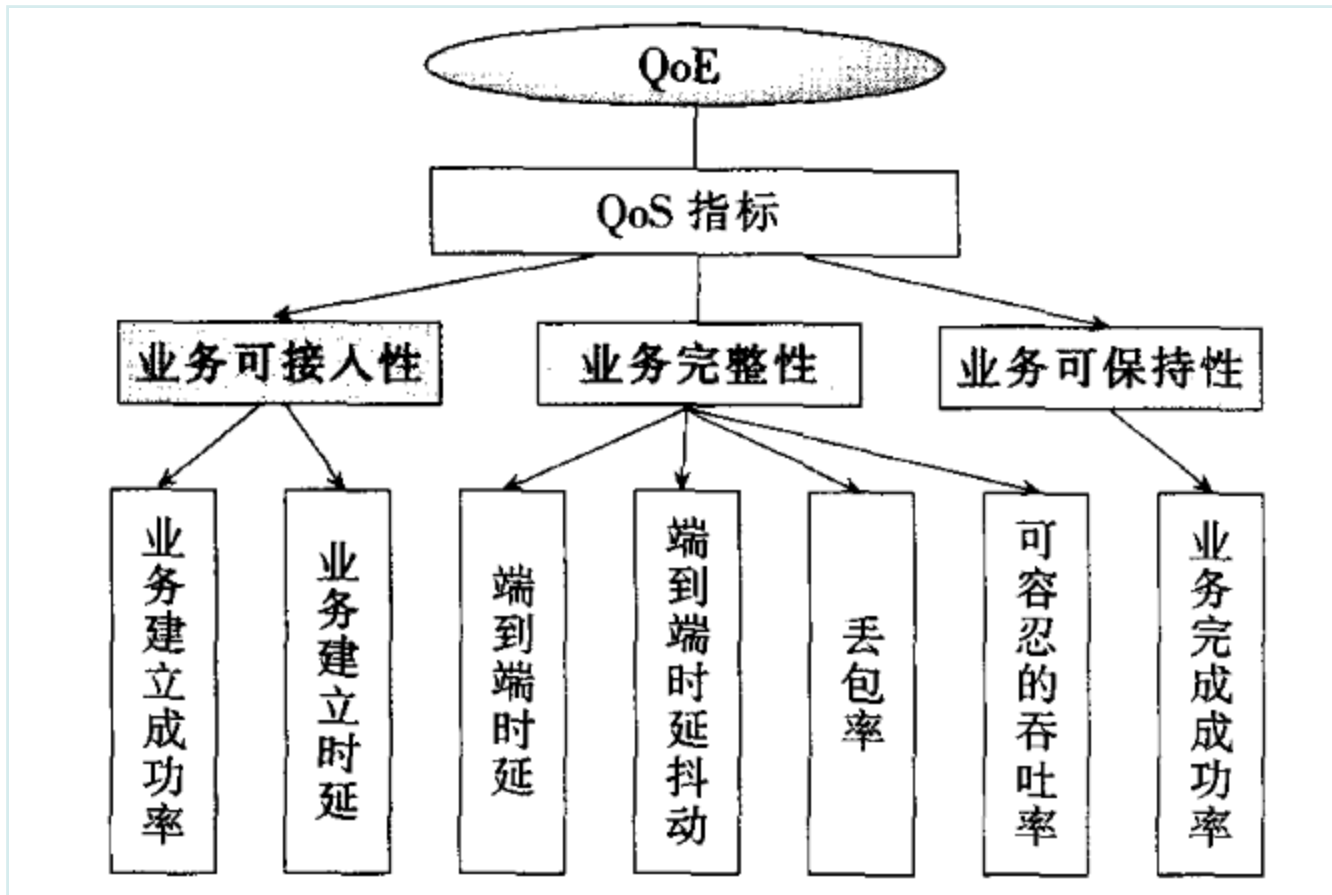 QoE
QoS 指标
业务可接入性
业务完整性
业务可保持性
业务建立成功率
业务建立时延
端到端时延
端到端时延抖动
丢包率
可容忍的吞吐率
业务完成成功率